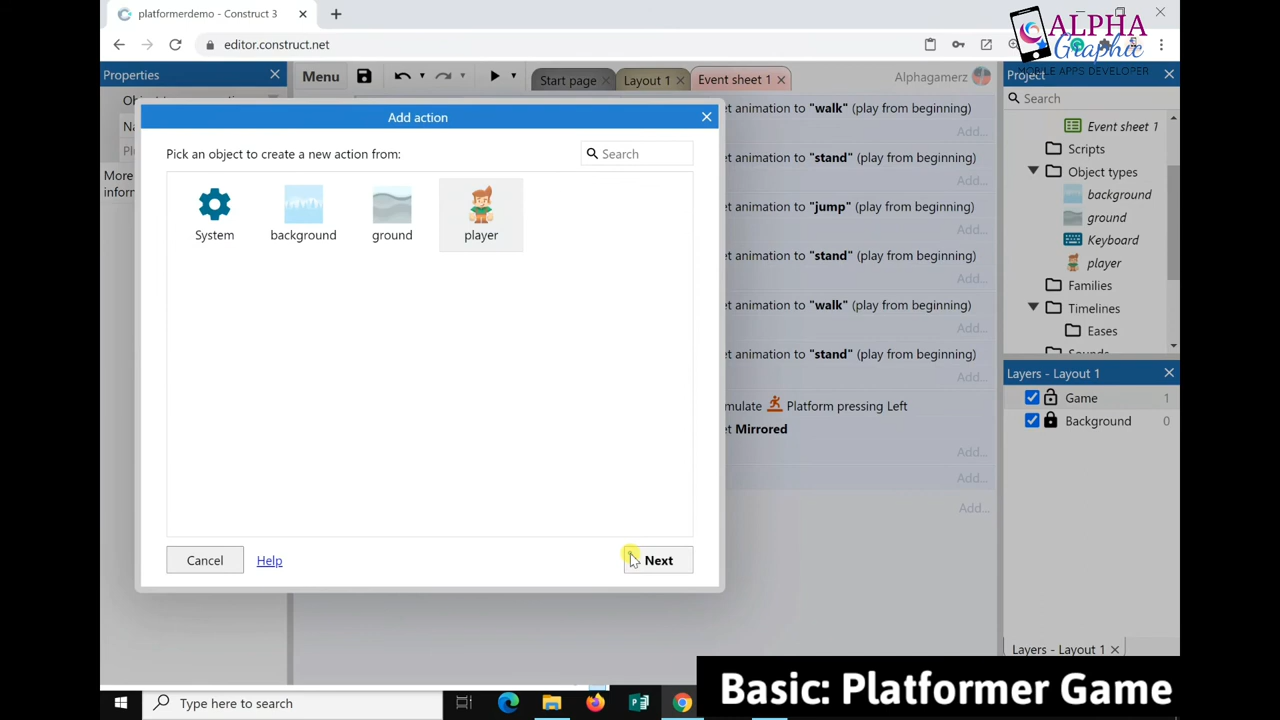 platformerdemo - Construct 3
editor.construct.net
ALPHA
Graphic
MOBILE APPS DEVELOPER
Properties
Menu
Start page
Layout 1
Event sheet 1
Alphagamerz
Project
Search
Add action
Pick an object to create a new action from:
Search
System
background
ground
player
Cancel
Help
Next
More
inform
Na
et animation to "walk" (play from beginning)
Add...
et animation to "stand" (play from beginning)
Add...
et animation to "jump" (play from beginning)
Add...
et animation to "stand" (play from beginning)
Add...
et animation to "walk" (play from beginning)
Add...
et animation to "stand" (play from beginning)
Add...
mulate Platform pressing Left
et Mirrored
Add...
Add...
Add...
Event sheet 1
Scripts
Object types
background
ground
Keyboard
player
Families
Timelines
Eases
Layers - Layout 1
Game 1
Background 0
Layers - Layout 1
Type here to search
Basic: Platformer Game